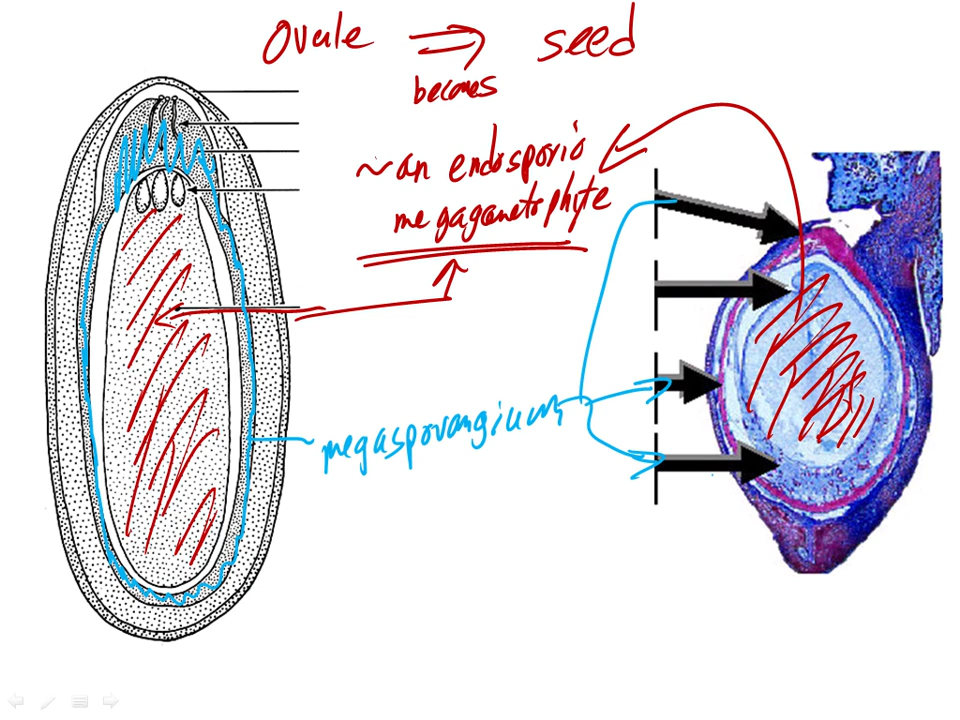 Ovule ⇒ seed
becomes
~an endosporic
megagametophyte
megasporangium